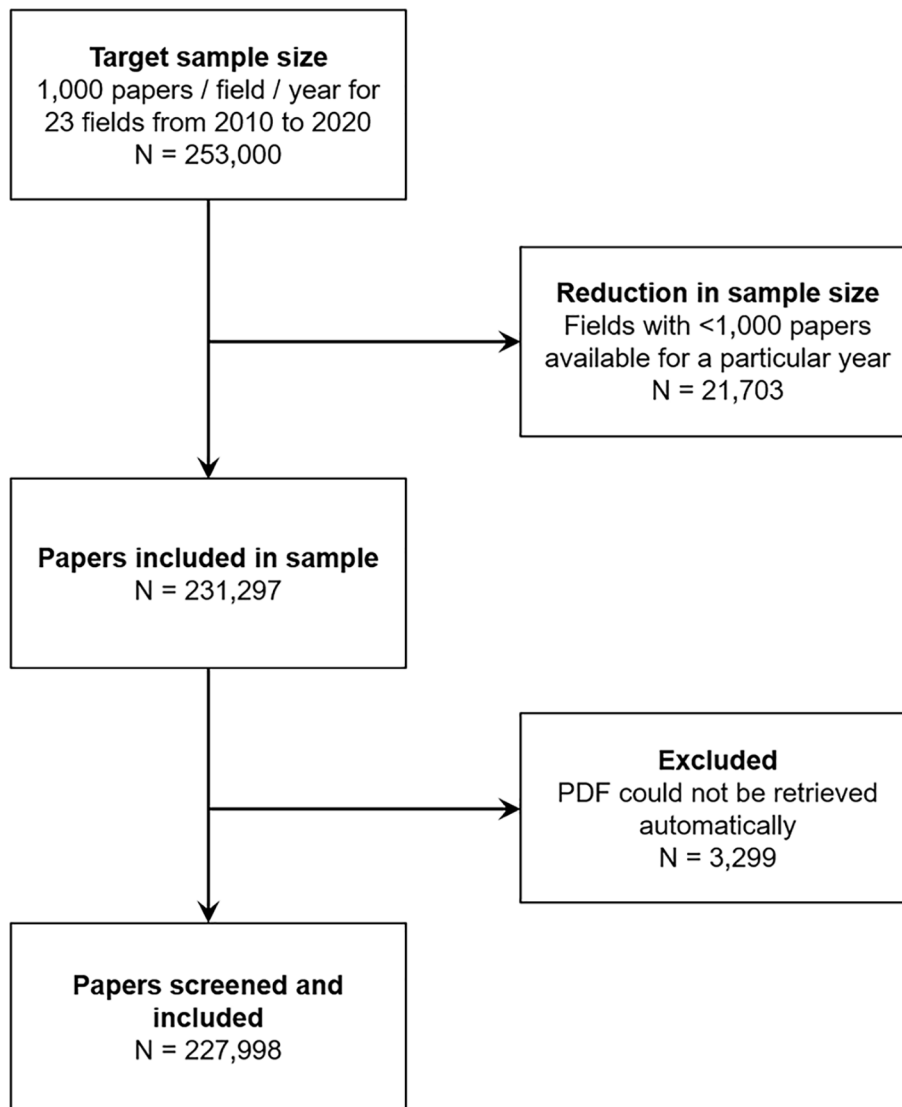 Target sample size
1,000 papers / field / year for
23 fields from 2010 to 2020
N = 253,000
Reduction in sample size
Fields with <1,000 papers
available for a particular year
N = 21,703
Papers included in sample
N = 231,297
Excluded
PDF could not be retrieved
automatically
N = 3,299
Papers screened and
included
N = 227,998